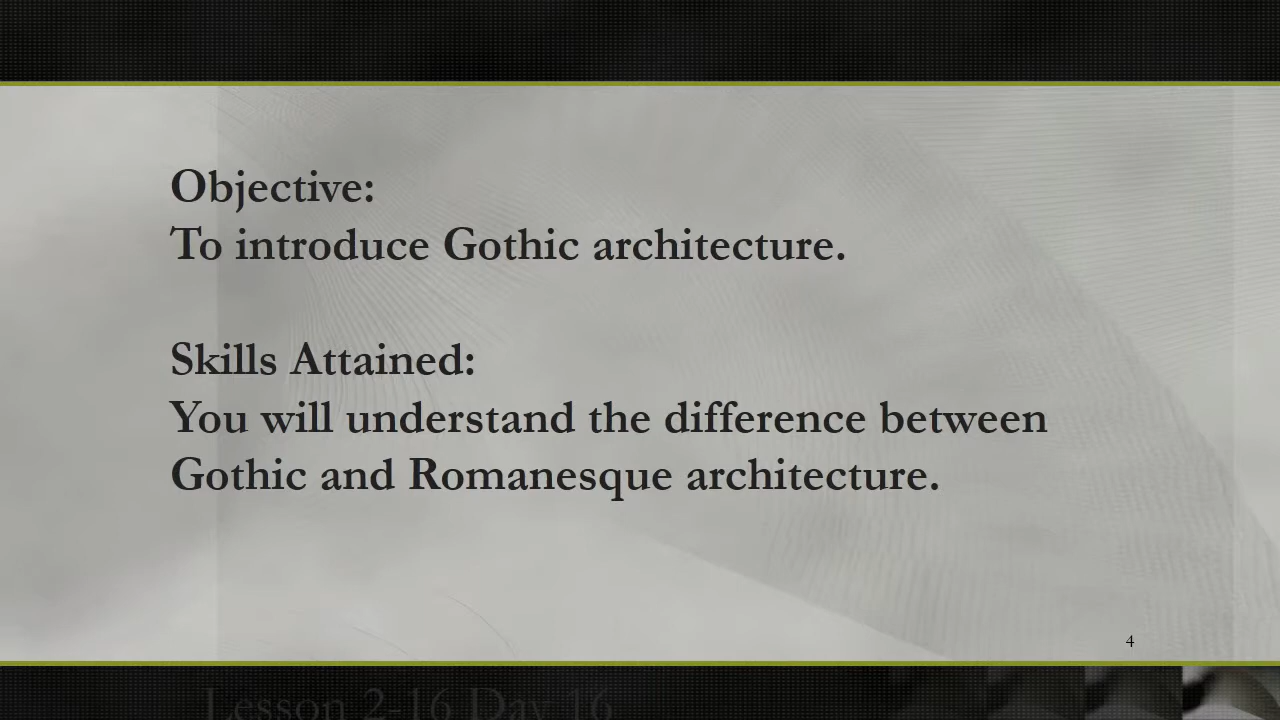 Objective:
To introduce Gothic architecture.
Skills Attained:
You will understand the difference between
Gothic and Romanesque architecture.
4
Lesson 2-16 Day 16